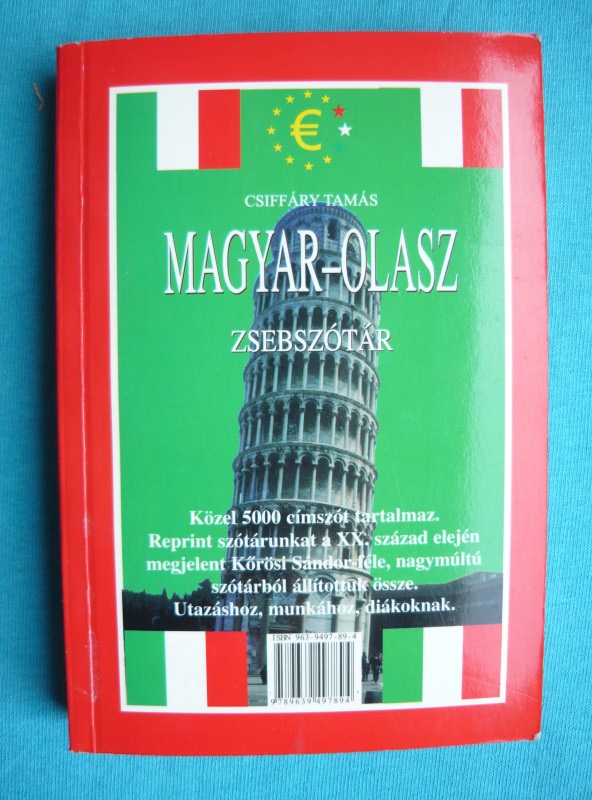 €
CSIFFÁRY TAMÁS
MAGYAR–OLASZ
ZSEBSZÓTÁR
Közel 5000 címszót tartalmaz.
Reprint szótárunkat a XX. század elején
megjelent Kőrösi Sándor-féle, nagymúltú
szótárból állítottuk össze.
Utazáshoz, munkához, diákoknak.
ISBN 963-9497-89-4
9789639497894